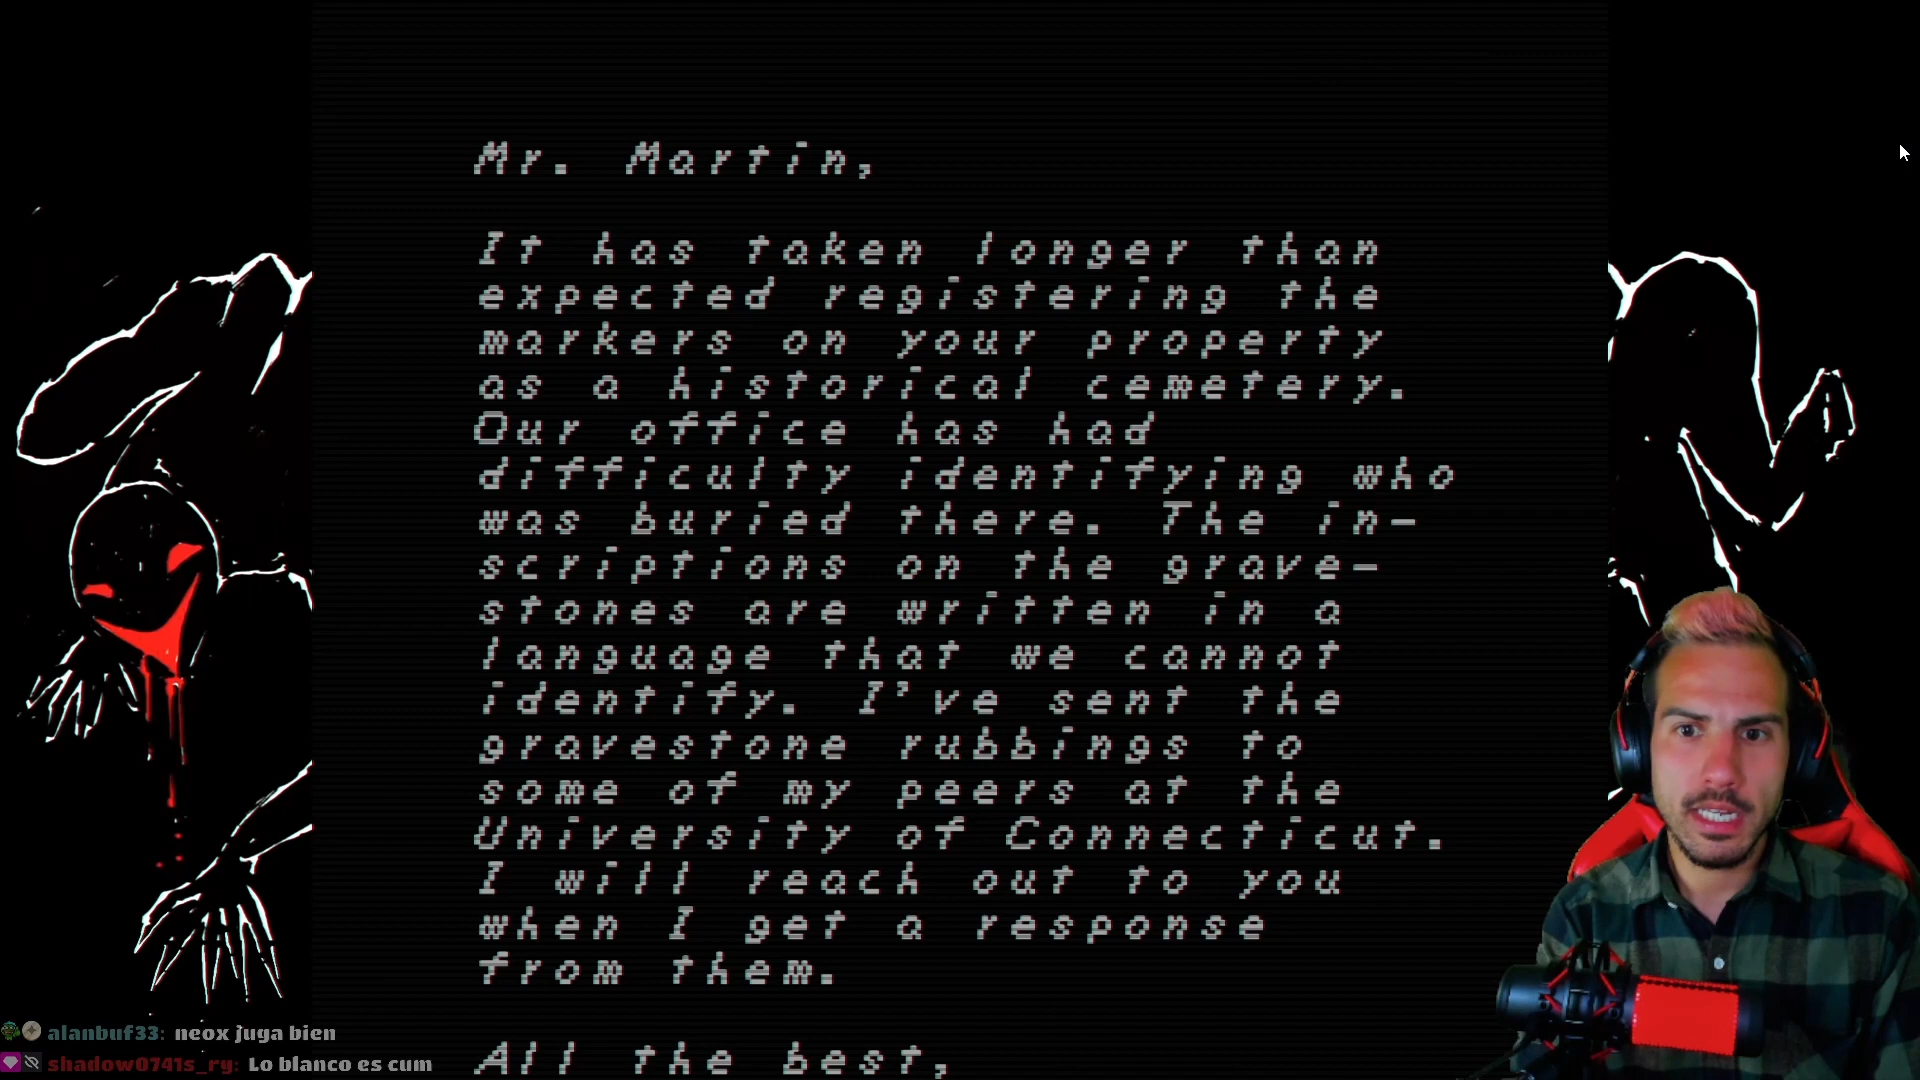 Mr. Martin,
It has taken longer than
expected registering the
markers on your property
as a historical cemetery.
Our office has had
difficulty identifying who
was buried there. The in-
scriptions on the grave-
stones are written in a
language that we cannot
identify. I've sent the
gravestone rubbings to
some of my peers at the
University of Connecticut.
I will reach out to you
when I get a response
from them.
All the best,
alanbuf33: neox juga bien
shadow0741s_ry: Lo blanco es cum